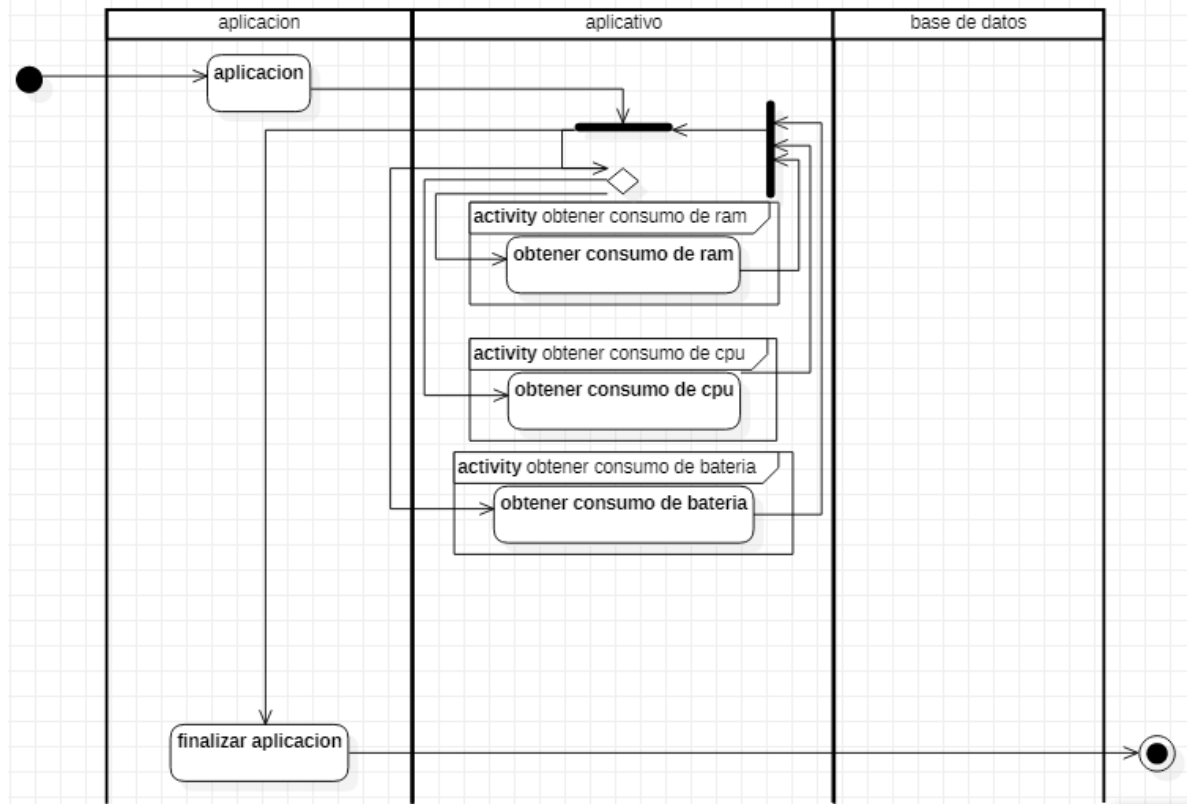 aplicacion
aplicativo
base de datos
aplicacion
activity obtener consumo de ram
obtener consumo de ram
activity obtener consumo de cpu
obtener consumo de cpu
activity obtener consumo de bateria
obtener consumo de bateria
finalizar aplicacion